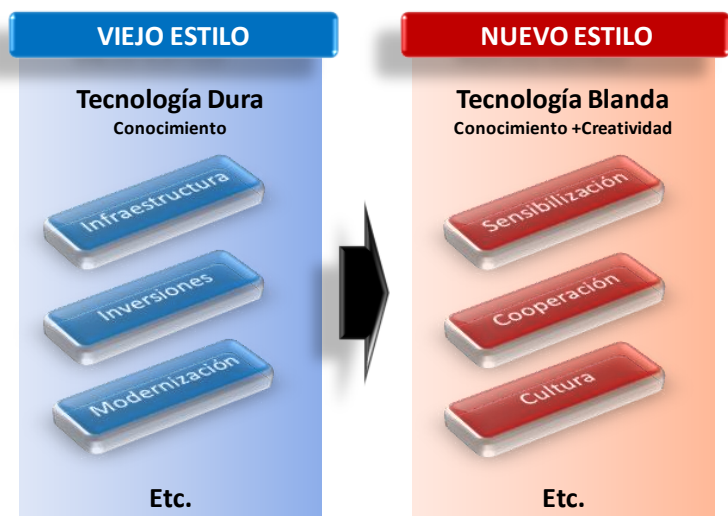 VIEJO ESTILO
Tecnología Dura
Conocimiento
Infraestructura
Inversiones
Modernización
Etc.
NUEVO ESTILO
Tecnología Blanda
Conocimiento +Creatividad
Sensibilización
Cooperación
Cultura
Etc.